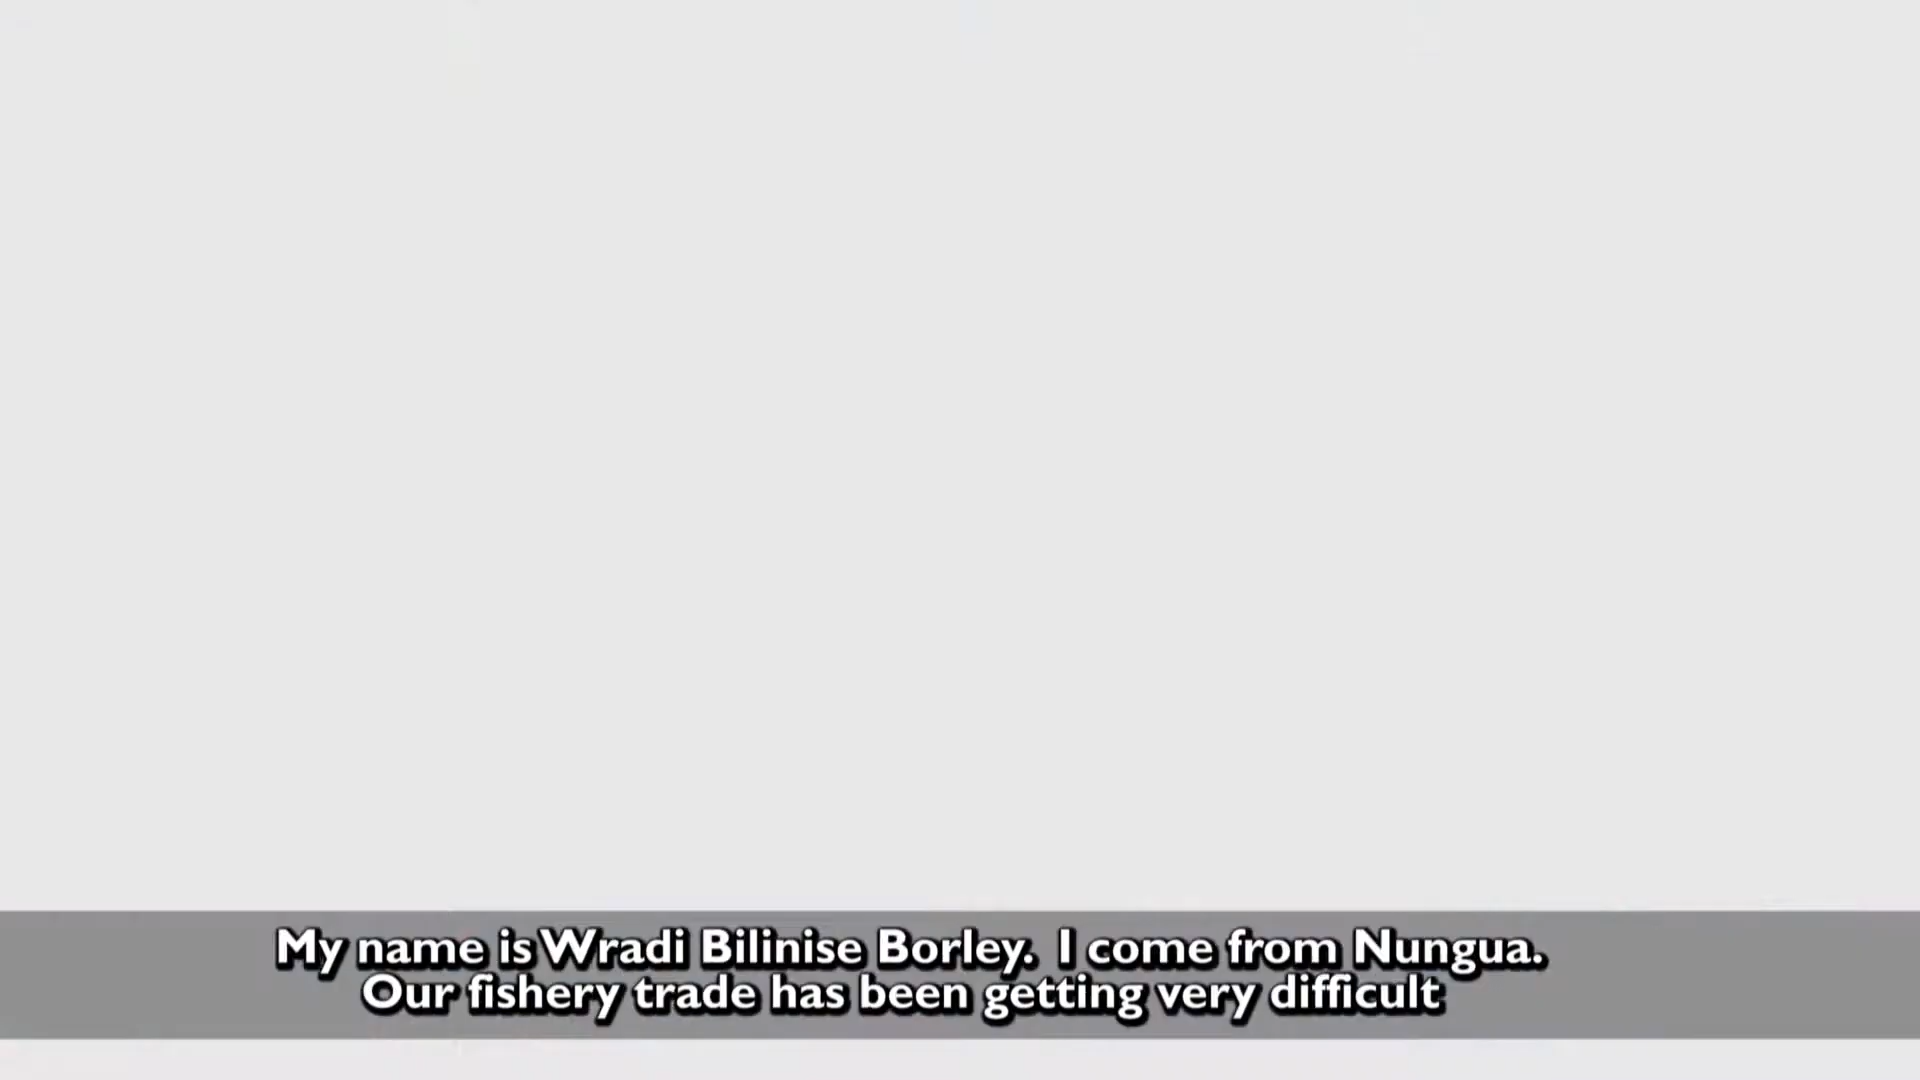 My name is Wradi Bilinise Borley. I come from Nungua.
Our fishery trade has been getting very difficult